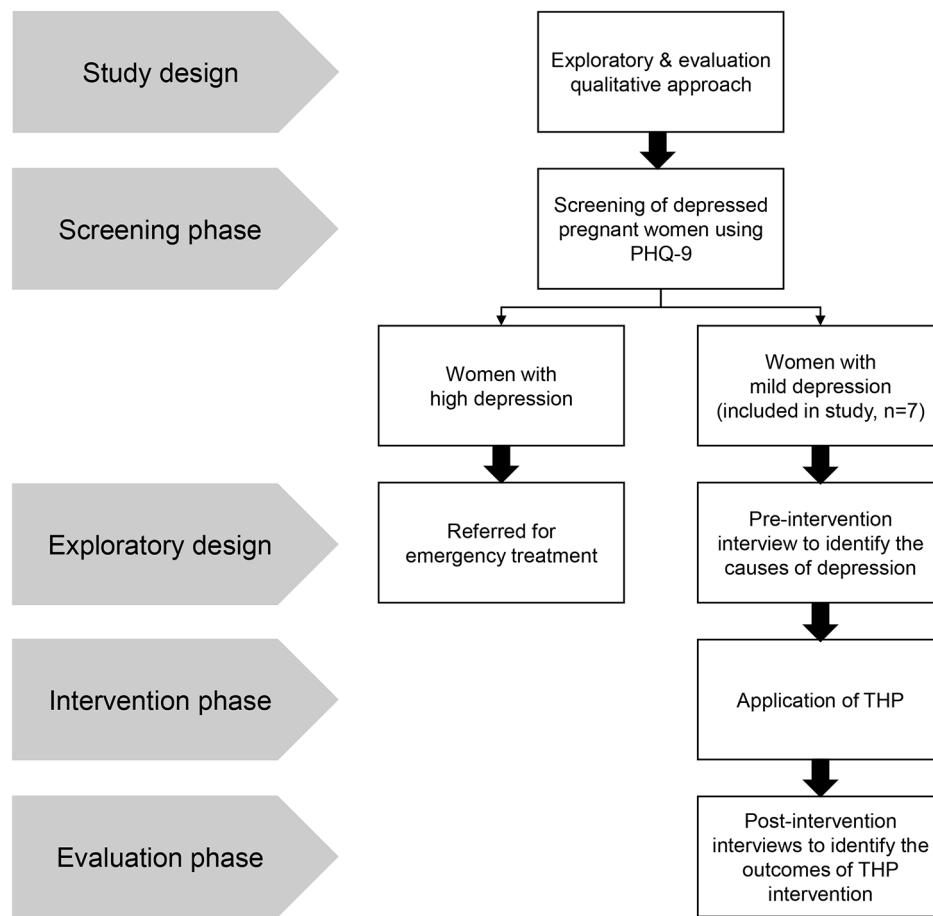 Study design
Exploratory & evaluation
qualitative approach
Screening phase
Screening of depressed
pregnant women using
PHQ-9
Women with
high depression
Women with
mild depression
(included in study, n=7)
Exploratory design
Referred for
emergency treatment
Pre-intervention
interview to identify the
causes of depression
Intervention phase
Application of THP
Evaluation phase
Post-intervention
interviews to identify the
outcomes of THP
intervention